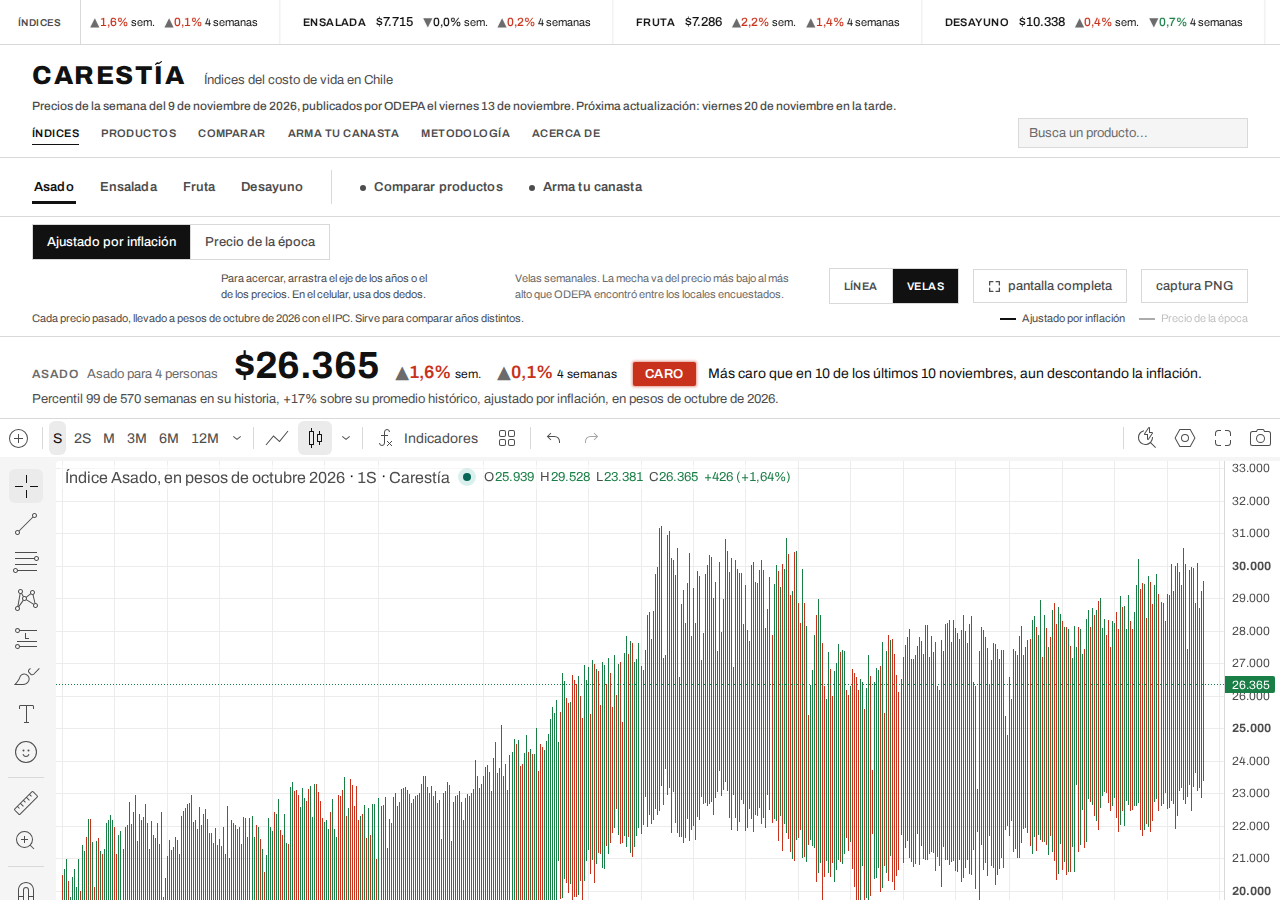 ÍNDICES ▲1,6% sem. ▲0,1% 4 semanas ENSALADA $7.715 ▼0,0% sem. ▲0,2% 4 semanas FRUTA $7.286 ▲2,2% sem. ▲1,4% 4 semanas DESAYUNO $10.338 ▲0,4% sem. ▼0,7% 4 semanas
CARESTÍA Índices del costo de vida en Chile
Precios de la semana del 9 de noviembre de 2026, publicados por ODEPA el viernes 13 de noviembre. Próxima actualización: viernes 20 de noviembre en la tarde.
ÍNDICES PRODUCTOS COMPARAR ARMA TU CANASTA METODOLOGÍA ACERCA DE Busca un producto...
Asado Ensalada Fruta Desayuno • Comparar productos • Arma tu canasta
Ajustado por inflación Precio de la época
Para acercar, arrastra el eje de los años o el
de los precios. En el celular, usa dos dedos.
Velas semanales. La mecha va del precio más bajo al más
alto que ODEPA encontró entre los locales encuestados.
LÍNEA VELAS pantalla completa captura PNG
Cada precio pasado, llevado a pesos de octubre de 2026 con el IPC. Sirve para comparar años distintos.
Ajustado por inflación Precio de la época
ASADO Asado para 4 personas $26.365 ▲1,6% sem. ▲0,1% 4 semanas CARO Más caro que en 10 de los últimos 10 noviembres, aun descontando la inflación.
Percentil 99 de 570 semanas en su historia, +17% sobre su promedio histórico, ajustado por inflación, en pesos de octubre de 2026.
S 2S M 3M 6M 12M Indicadores
Índice Asado, en pesos de octubre 2026 · 1S · Carestía O25.939 H29.528 L23.381 C26.365 +426 (+1,64%)
33.000
32.000
31.000
30.000
29.000
28.000
27.000
26.365
26.000
25.000
24.000
23.000
22.000
21.000
20.000